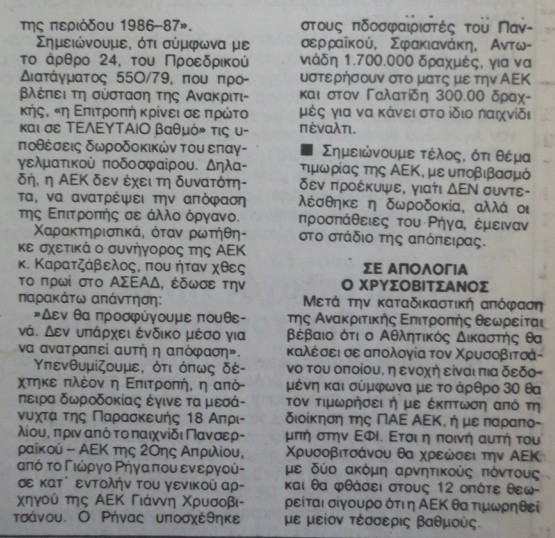 της περιόδου 1986-87».
Σημειώνουμε, ότι σύμφωνα με
το άρθρο 24, του Προεδρικού
Διατάγματος 55Ο/79, που προ-
βλέπει τη σύσταση της Ανακριτι-
κής, «η Επιτροπή κρίνει σε πρώτο
και σε ΤΕΛΕΥΤΑΙΟ βαθμό» τις υ-
ποθέσεις δωροδοκικών του επαγ-
γελματικού ποδοσφαίρου. Δηλα-
δή, η ΑΕΚ δεν έχει τη δυνατότη-
τα, να ανατρέψει την απόφαση
της Επιτροπής σε άλλο όργανο.
Χαρακτηριστικά, όταν ρωτήθη-
κε σχετικά ο συνήγορος της ΑΕΚ
κ. Καρατζάβελος, που ήταν χθες
το πρωί στο ΑΣΕΑΔ, έδωσε την
παρακάτω απάντηση:
»Δεν θα προσφύγουμε πουθε-
νά. Δεν υπάρχει ένδικο μέσο για
να ανατραπεί αυτή η απόφαση».
Υπενθυμίζουμε, ότι όπως δέ-
χτηκε πλέον η Επιτροπή, η από-
πειρα δωροδοκίας έγινε τα μεσά-
νυχτα της Παρασκευής 18 Απρι-
λίου, πριν από το παιχνίδι Πανσερ-
ραϊκού - ΑΕΚ της 2Οης Απριλίου,
από το Γιώργο Ρήγα που ενεργού-
σε κατ' εντολήν του γενικού αρ-
χηγού της ΑΕΚ Γιάννη Χρυσοβι-
τσάνου. Ο Ρήγας υποσχέθηκε
στους πδοσφαιριστές του Παν-
σερραϊκού, Σφακιανάκη, Αντω-
νιάδη 1.700.000 δραχμές, για να
υστερήσουν στο ματς με την ΑΕΚ
και στον Γαλατίδη 300.00 δραχ-
μές για να κάνει στο ίδιο παιχνίδι
πέναλτι.
■ Σημειώνουμε τέλος, ότι θέμα
τιμωρίας της ΑΕΚ, με υποβιβασμό
δεν προέκυψε, γιατί ΔΕΝ συντε-
λέσθηκε η δωροδοκία, αλλά οι
προσπάθειες του Ρήγα, έμειναν
στο στάδιο της απόπειρας.
ΣΕ ΑΠΟΛΟΓΙΑ
Ο ΧΡΥΣΟΒΙΤΣΑΝΟΣ
Μετά την καταδικαστική απόφαση
της Ανακριτικής Επιτροπής θεωρείται
βέβαιο ότι ο Αθλητικός Δικαστής θα
καλέσει σε απολογία τον Χρυσοβιτσά-
νο του οποίου, η ενοχή είναι πια δεδο-
μένη και σύμφωνα με το άρθρο 30 θα
τον τιμωρήσει ή με έκπτωση από τη
διοίκηση της ΠΑΕ ΑΕΚ, ή με παραπο-
μπή στην ΕΦΙ. Ετσι η ποινή αυτή του
Χρυσοβιτσάνου θα χρεώσει την ΑΕΚ
με δύο ακόμη αρνητικούς πόντους
και θα φθάσει στους 12 οπότε θεω-
ρείται σίγουρο ότι η ΑΕΚ θα τιμωρηθεί
με μείον τέσσερις βαθμούς.